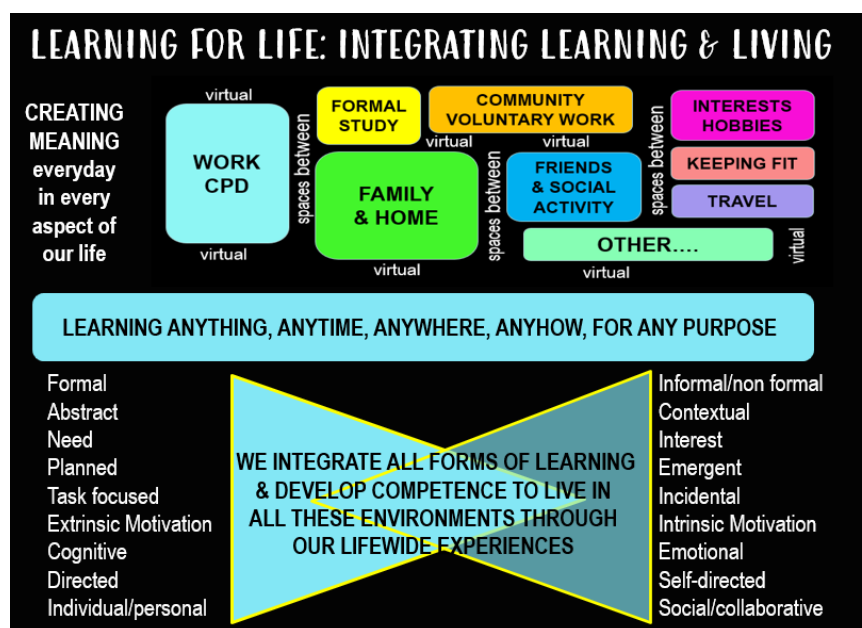 LEARNING FOR LIFE: INTEGRATING LEARNING & LIVING
CREATING
MEANING
everyday
in every
aspect of
our life
virtual
WORK
CPD
virtual
spaces between
FORMAL
STUDY
COMMUNITY
VOLUNTARY WORK
virtual
virtual
FAMILY
& HOME
virtual
spaces between
FRIENDS
& SOCIAL
ACTIVITY
spaces between
INTERESTS
HOBBIES
KEEPING FIT
TRAVEL
OTHER....
virtual
virtual
LEARNING ANYTHING, ANYTIME, ANYWHERE, ANYHOW, FOR ANY PURPOSE
Formal
Abstract
Need
Planned
Task focused
Extrinsic Motivation
Cognitive
Directed
Individual/personal
WE INTEGRATE ALL FORMS OF LEARNING
& DEVELOP COMPETENCE TO LIVE IN
ALL THESE ENVIRONMENTS THROUGH
OUR LIFEWIDE EXPERIENCES
Informal/non formal
Contextual
Interest
Emergent
Incidental
Intrinsic Motivation
Emotional
Self-directed
Social/collaborative